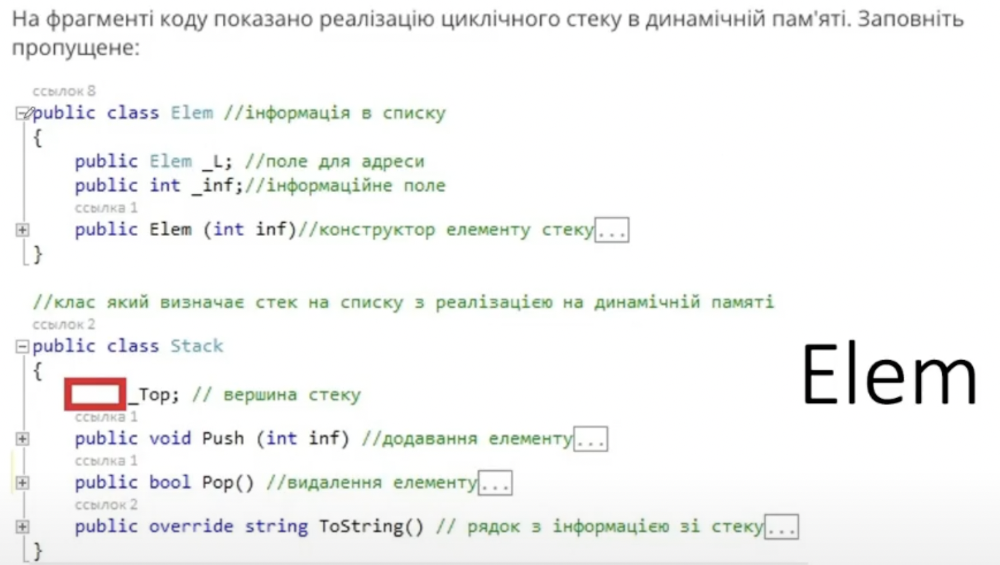 На фрагменті коду показано реалізацію циклічного стеку в динамічній пам'яті. Заповніть
пропущене:
ссылок 8
public class Elem //інформація в списку
{
public Elem _L; //поле для адреси
public int _inf;//інформаційне поле
ссылка 1
public Elem (int inf)//конструктор елементу стеку...
}
//клас який визначає стек на списку з реалізацією на динамічній памяті
ссылок 2
public class Stack
{
_Top; // вершина стеку
Elem
ссылка 1
public void Push (int inf) //додавання елементу...
ссылка 1
public bool Pop() //видалення елементу...
ссылок 2
public override string ToString() // рядок з інформацією зі стеку...
}